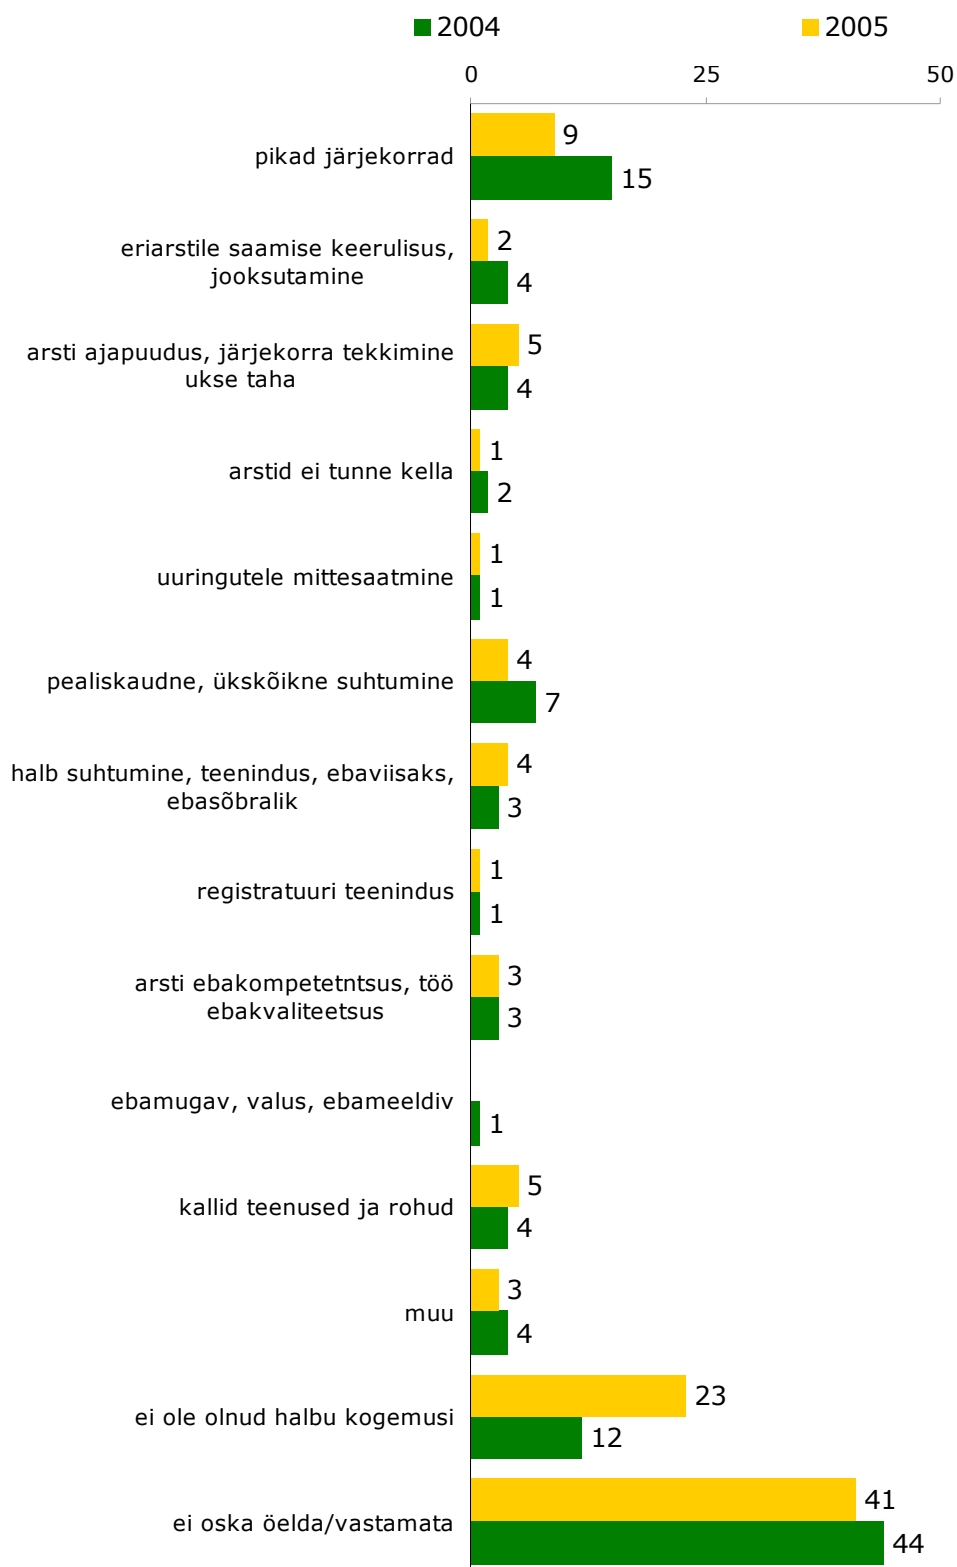 2004 2005
0 25 50
pikad järjekorrad 9
15
eriarstile saamise keerulisus,
jooksutamine
2
4
arsti ajapuudus, järjekorra tekkimine
ukse taha
5
4
arstid ei tunne kella
1
2
uuringutele mittesaatmine
1
1
pealiskaudne, ükskõikne suhtumine
4
7
halb suhtumine, teenindus, ebaviisaks,
ebasõbralik
4
3
registratuuri teenindus
1
1
arsti ebakompetetntsus, töö
ebakvaliteetsus
3
3
ebamugav, valus, ebameeldiv
1
kallid teenused ja rohud
5
4
muu
3
4
ei ole olnud halbu kogemusi
23
12
ei oska öelda/vastamata
41
44